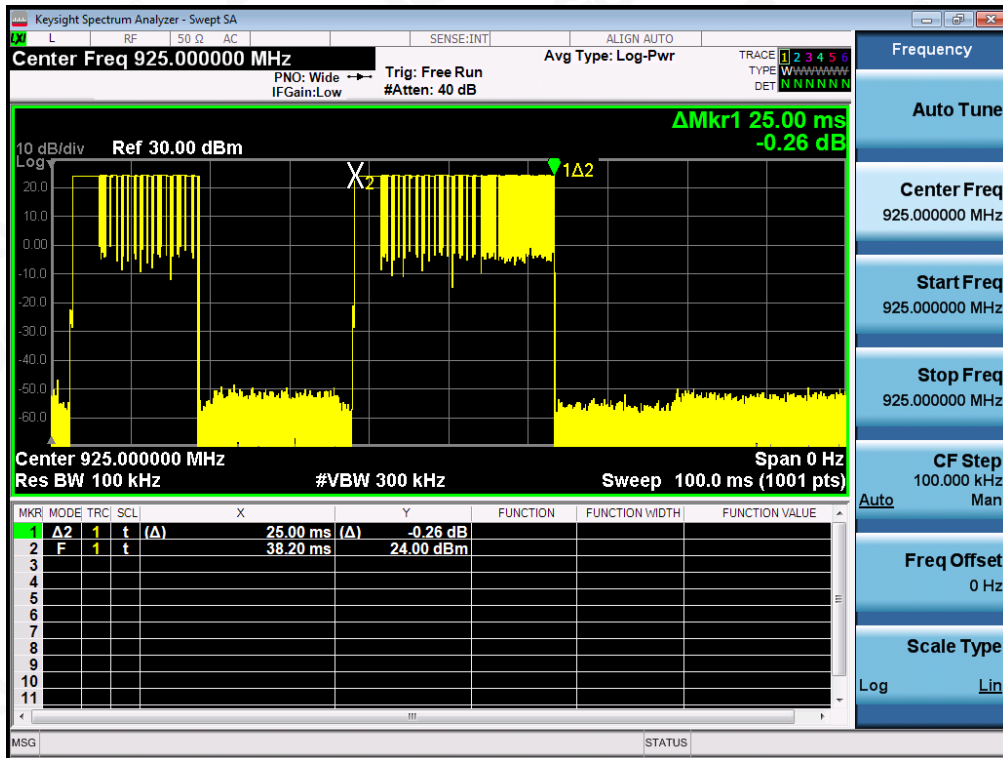 Keysight Spectrum Analyzer - Swept SA
LXI L RF 50 Ω AC SENSE:INT ALIGN AUTO
Center Freq 925.000000 MHz
PNO: Wide
IFGain:Low
Trig: Free Run
#Atten: 40 dB
Avg Type: Log-Pwr
TRACE 1 2 3 4 5 6
TYPE W
DET N N N N N N
ΔMkr1 25.00 ms
-0.26 dB
10 dB/div Ref 30.00 dBm
Log
20.0
10.0
0.00
-10.0
-20.0
-30.0
-40.0
-50.0
-60.0
X2
1Δ2
Center 925.000000 MHz Span 0 Hz
Res BW 100 kHz #VBW 300 kHz Sweep 100.0 ms (1001 pts)
MKR MODE TRC SCL X Y FUNCTION FUNCTION WIDTH FUNCTION VALUE
1 Δ2 1 t (Δ) 25.00 ms (Δ) -0.26 dB
2 F 1 t 38.20 ms 24.00 dBm
3
4
5
6
7
8
9
10
11
MSG STATUS
Frequency
Auto Tune
Center Freq
925.000000 MHz
Start Freq
925.000000 MHz
Stop Freq
925.000000 MHz
CF Step
100.000 kHz
Auto Man
Freq Offset
0 Hz
Scale Type
Log Lin